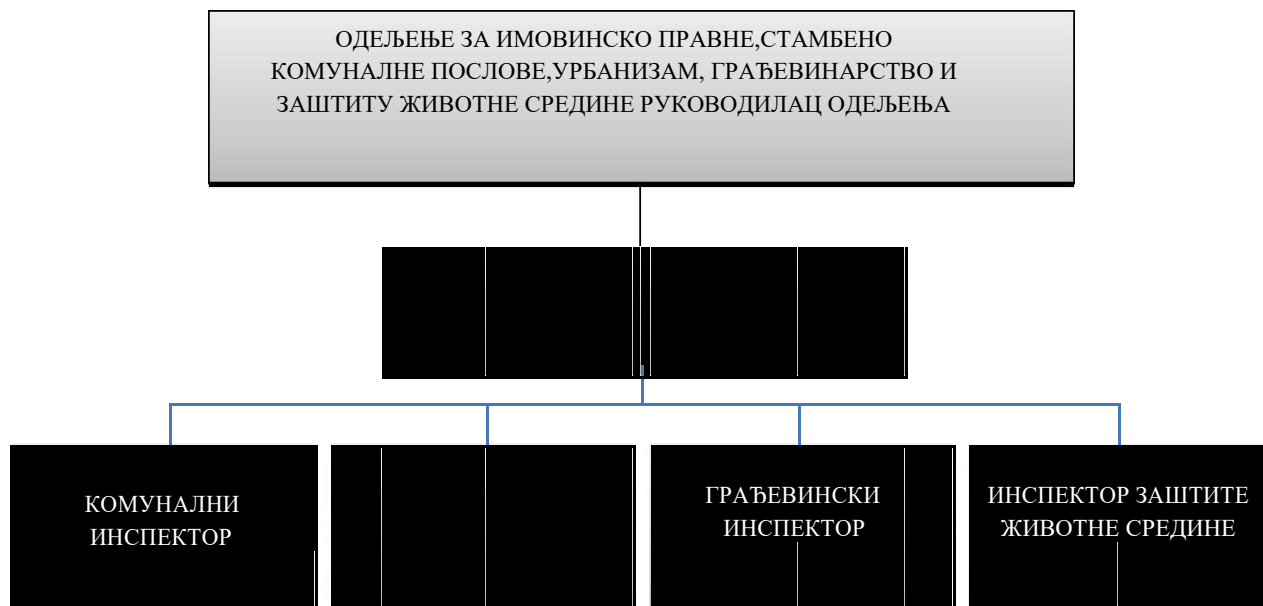 ОДЕЉЕЊЕ ЗА ИМОВИНСКО ПРАВНЕ,СТАМБЕНО
КОМУНАЛНЕ ПОСЛОВЕ,УРБАНИЗАМ, ГРАЂЕВИНАРСТВО И
ЗАШТИТУ ЖИВОТНЕ СРЕДИНЕ РУКОВОДИЛАЦ ОДЕЉЕЊА
КОМУНАЛНИ
ИНСПЕКТОР
ГРАЂЕВИНСКИ
ИНСПЕКТОР
ИНСПЕКТОР ЗАШТИТЕ
ЖИВОТНЕ СРЕДИНЕ